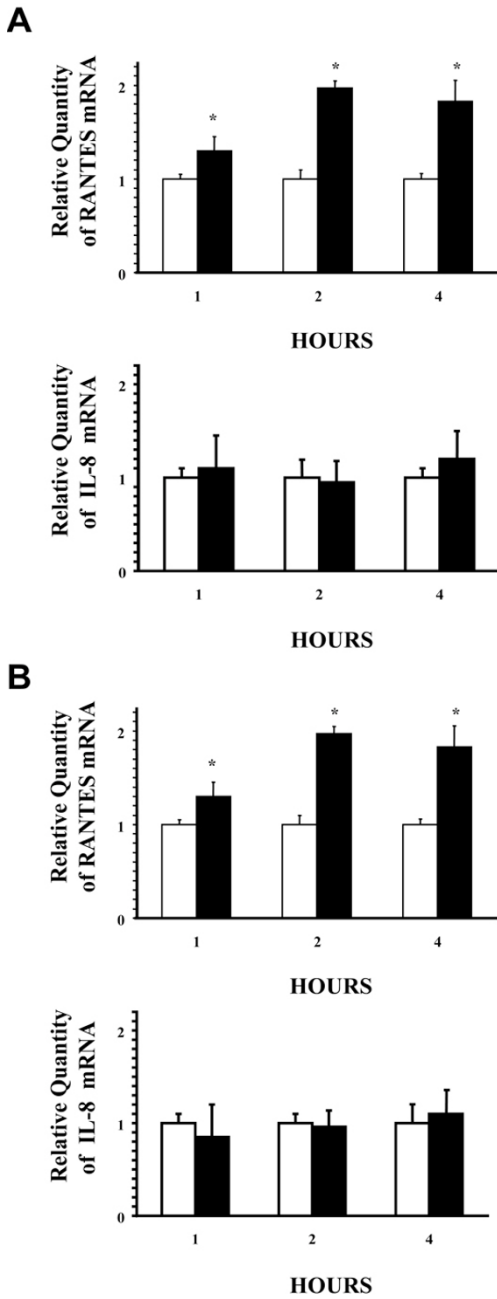 A
Relative Quantity
of RANTES mRNA
2
1
0
*
*
*
1 2 4
HOURS
Relative Quantity
of IL-8 mRNA
2
1
0
1 2 4
HOURS
B
Relative Quantity
of RANTES mRNA
2
1
0
*
*
*
1 2 4
HOURS
Relative Quantity
of IL-8 mRNA
2
1
0
1 2 4
HOURS